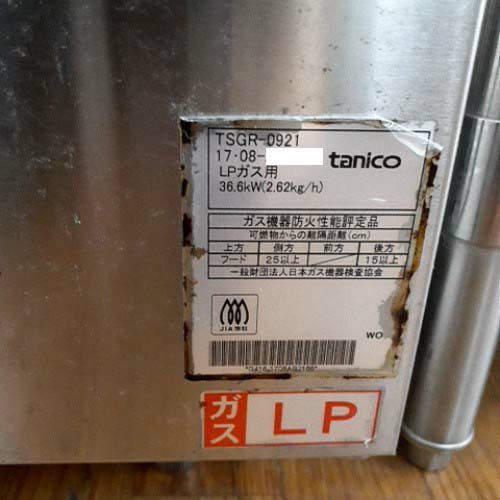 TSGR-0921
17・08-
tanico
LPガス用
36.6kW(2.62kg/h)
ガス機器防火性能評定品
可燃物からの離隔距離(cm)
上方 側方 前方 後方
フード 25以上 15以上
一般財団法人日本ガス機器検査協会
JIA
WO
ガス LP